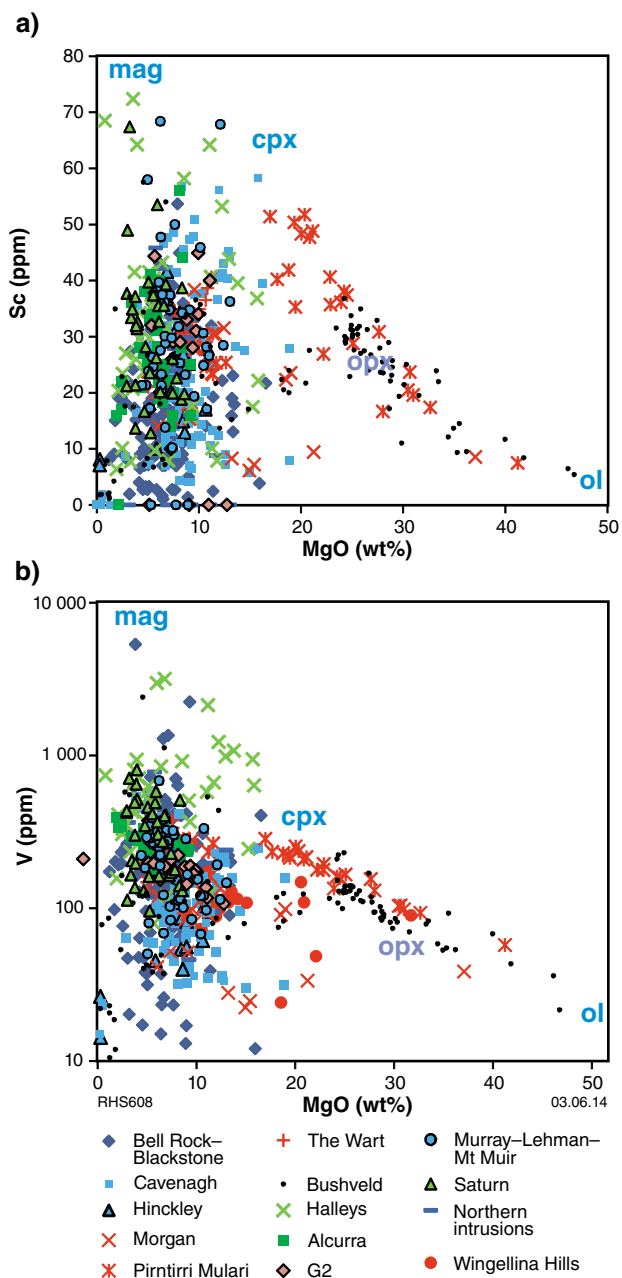 a)
80
70
60
50
40
30
20
10
0
Sc (ppm)
mag
cpx
opx
ol
0 10 20 30 40 50
MgO (wt%)
b)
10 000
1 000
100
10
V (ppm)
mag
cpx
opx
ol
0 10 20 30 40 50
RHS608 MgO (wt%) 03.06.14
Bell Rock–
Blackstone
Cavenagh
Hinckley
Morgan
Pirntirri Mulari
The Wart
Bushveld
Halleys
Alcurra
G2
Murray–Lehman–
Mt Muir
Saturn
Northern
intrusions
Wingellina Hills